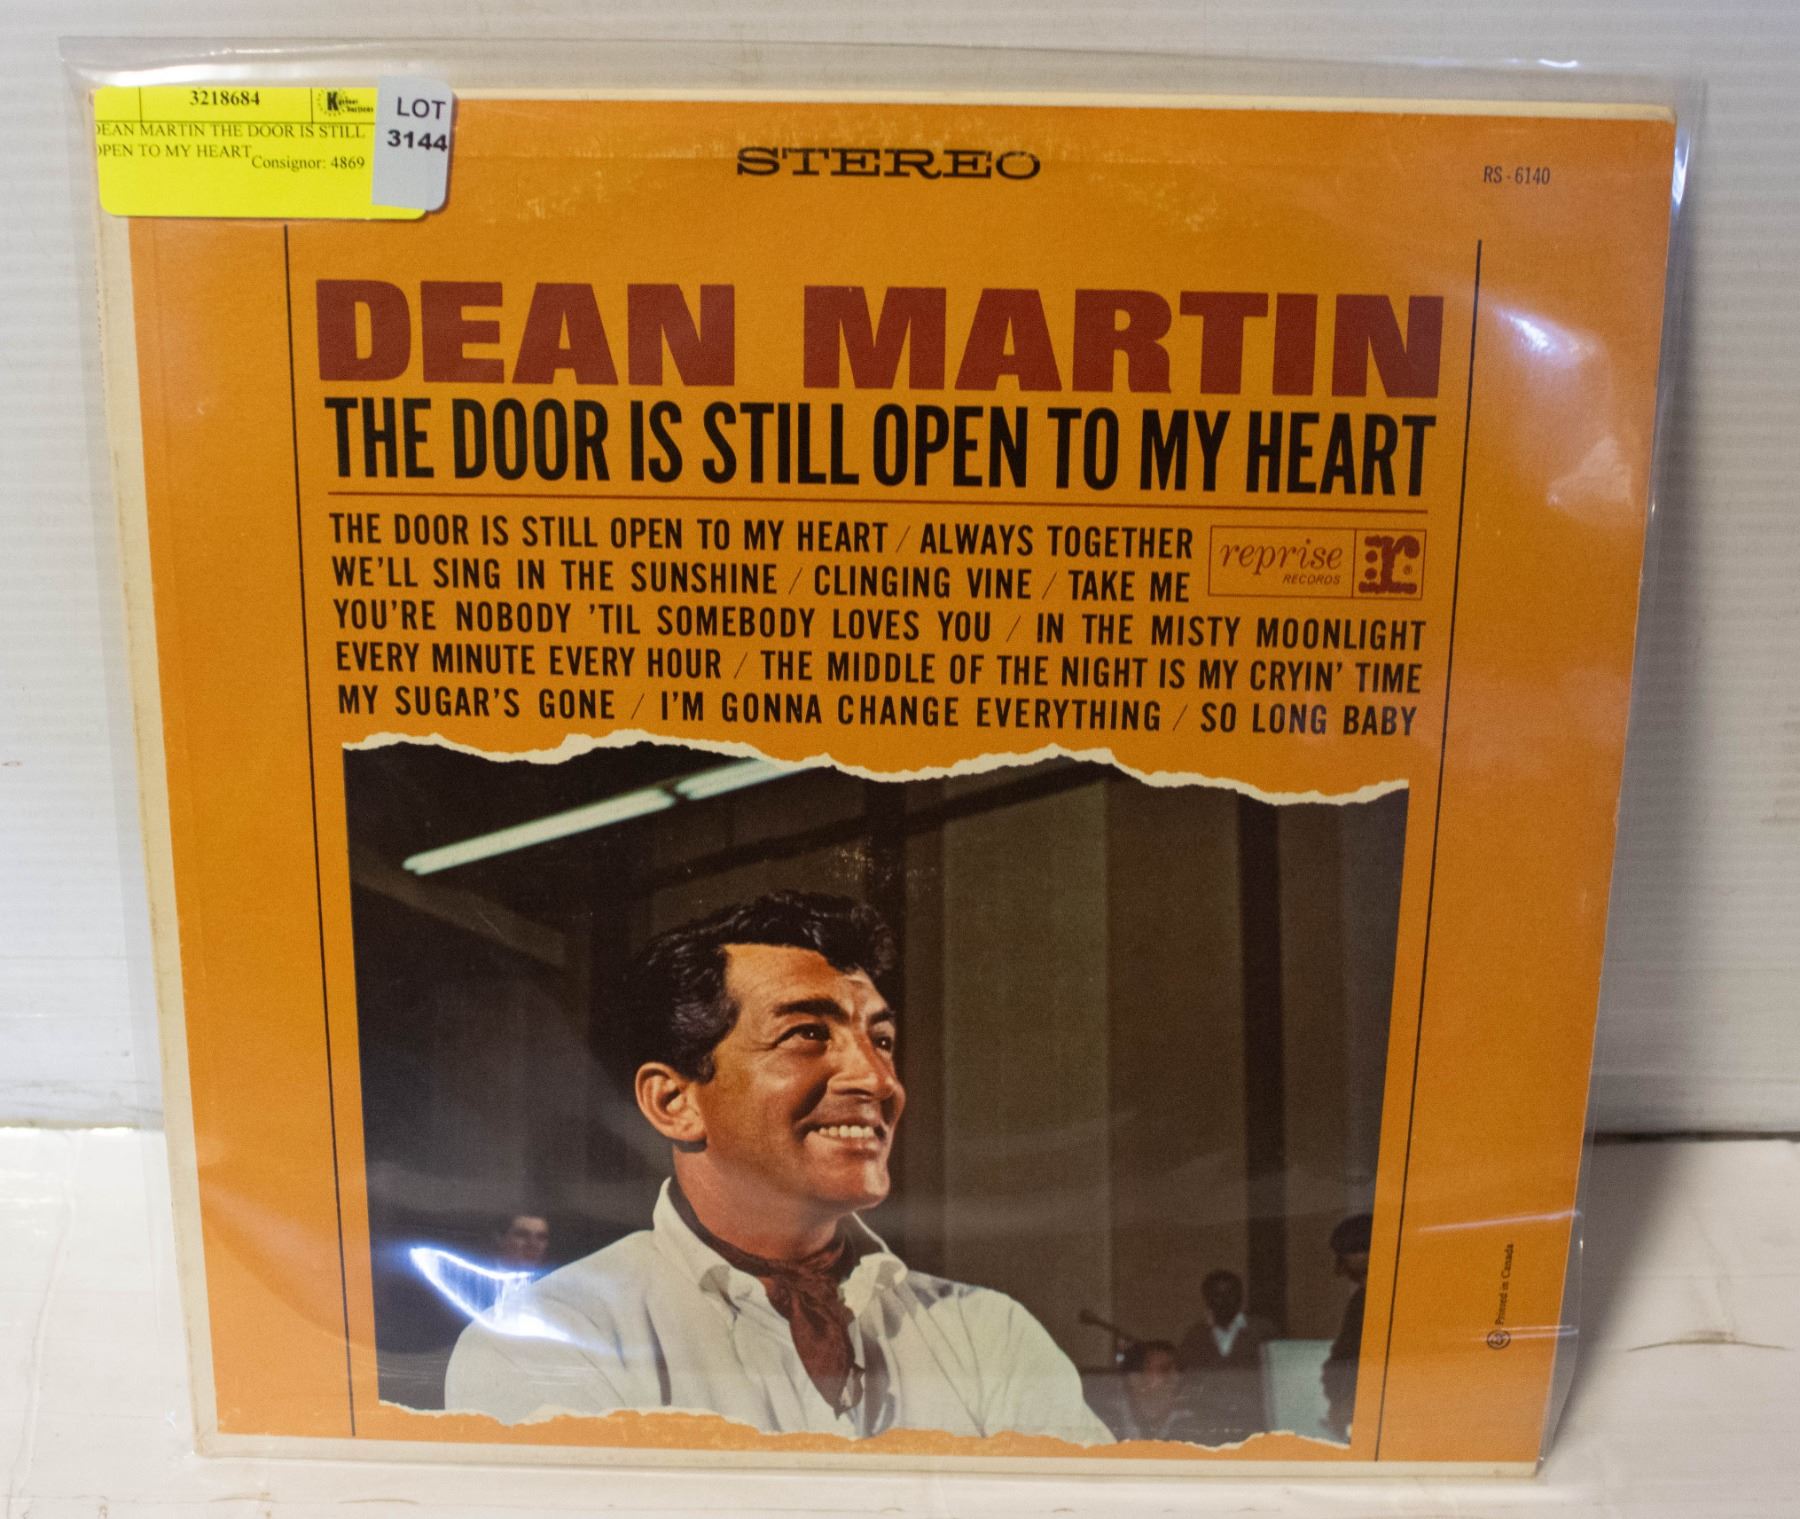 3218684
LOT
3144
DEAN MARTIN THE DOOR IS STILL
OPEN TO MY HEART
Consignor: 4869
STEREO
RS-6140
DEAN MARTIN
THE DOOR IS STILL OPEN TO MY HEART
THE DOOR IS STILL OPEN TO MY HEART / ALWAYS TOGETHER
WE'LL SING IN THE SUNSHINE / CLINGING VINE / TAKE ME
reprise
RECORDS
r
YOU'RE NOBODY 'TIL SOMEBODY LOVES YOU / IN THE MISTY MOONLIGHT
EVERY MINUTE EVERY HOUR / THE MIDDLE OF THE NIGHT IS MY CRYIN' TIME
MY SUGAR'S GONE / I'M GONNA CHANGE EVERYTHING / SO LONG BABY
Printed in Canada